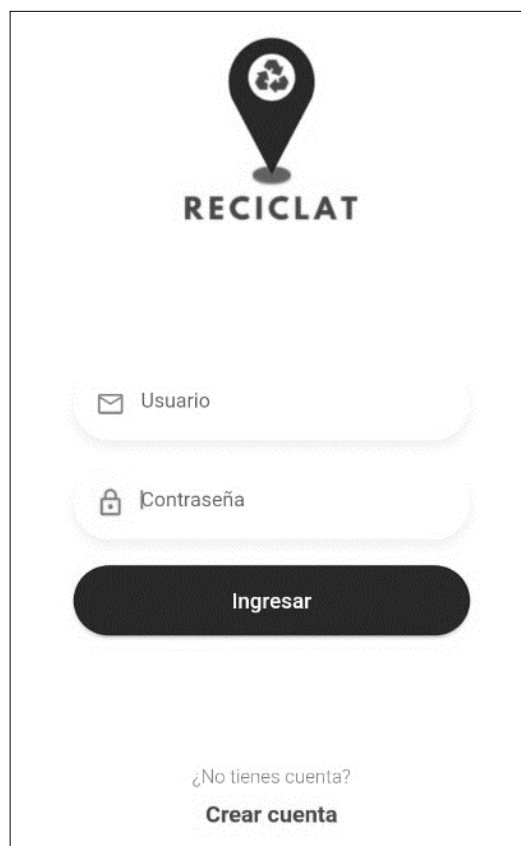 RECICLAT
Usuario
Contraseña
Ingresar
¿No tienes cuenta?
Crear cuenta